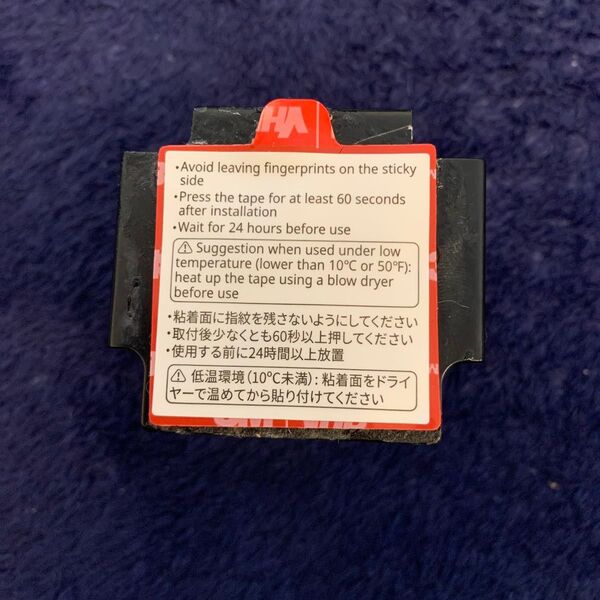 VH
• Avoid leaving fingerprints on the sticky
side
• Press the tape for at least 60 seconds
after installation
• Wait for 24 hours before use
⚠ Suggestion when used under low
temperature (lower than 10℃ or 50℉):
heat up the tape using a blow dryer
before use
• 粘着面に指紋を残さないようにしてください
• 取付後少なくとも60秒以上押してください
• 使用する前に24時間以上放置
⚠ 低温環境(10℃未満): 粘着面をドライ
ヤーで温めてから貼り付けてください